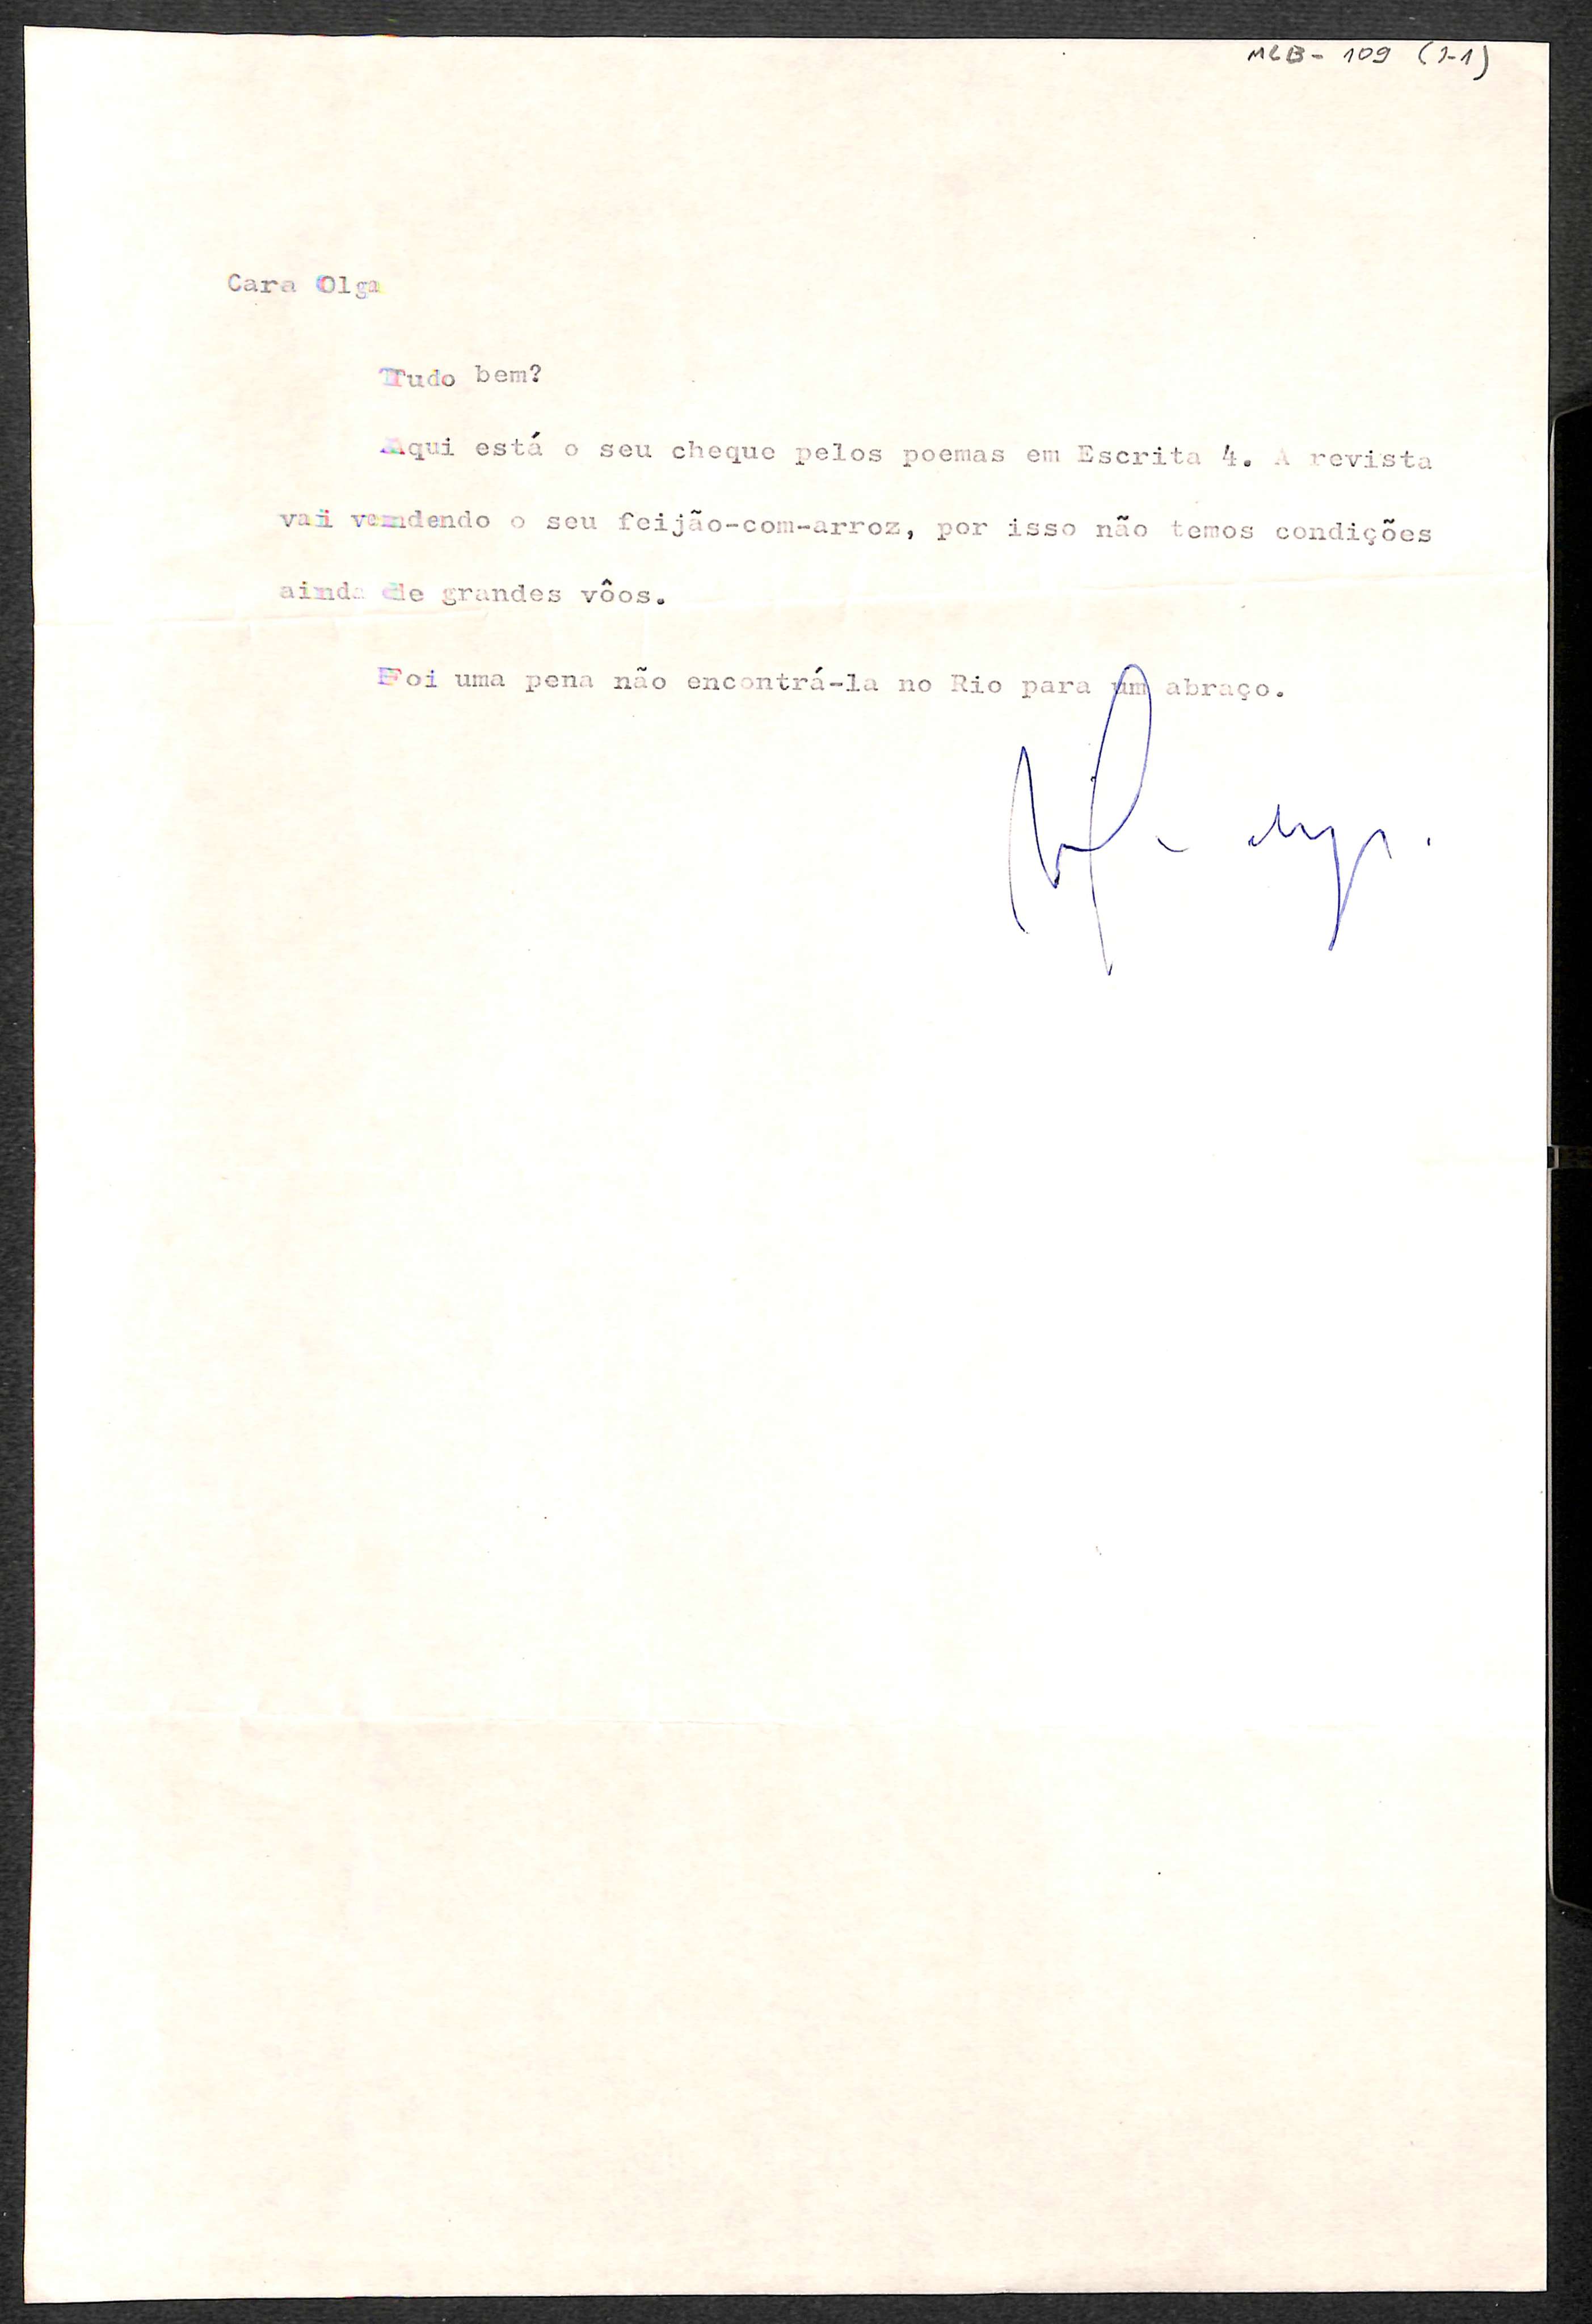 MLB - 109 (1-1)
Cara Olga
Tudo bem?
Aqui está o seu cheque pelos poemas em Escrita 4. A revista
vai vendendo o seu feijão-com-arroz, por isso não temos condições
ainda de grandes vôos.
Foi uma pena não encontrá-la no Rio para um abraço.